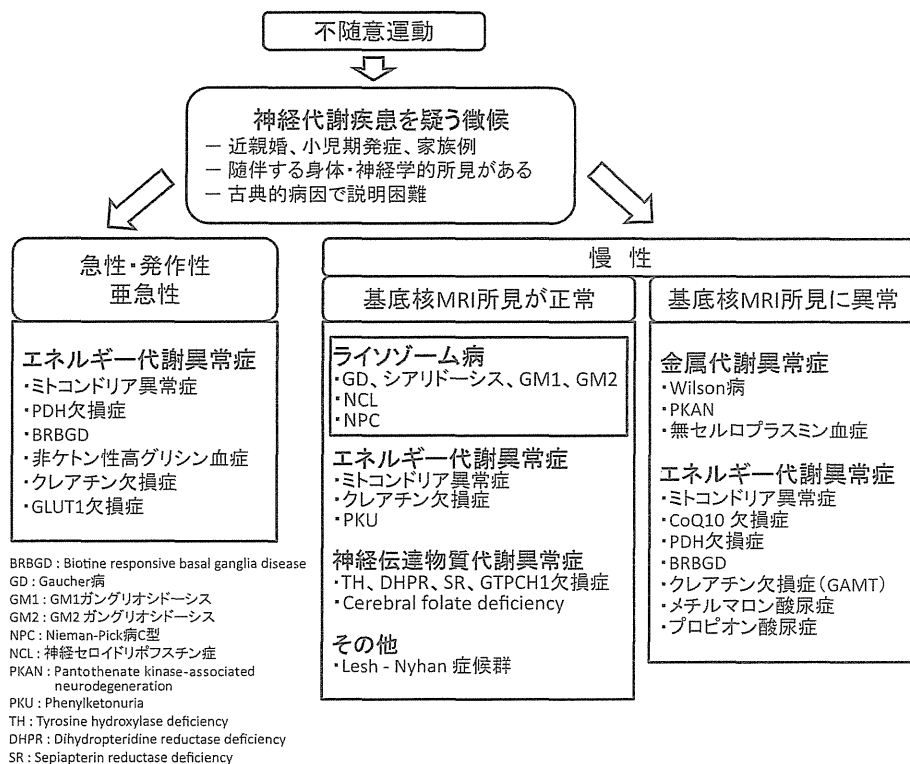 不随意運動
神経代謝疾患を疑う徴候
― 近親婚、小児期発症、家族例
― 随伴する身体・神経学的所見がある
― 古典的病因で説明困難
急性・発作性
亜急性
エネルギー代謝異常症
・ミトコンドリア異常症
・PDH欠損症
・BRBGD
・非ケトン性高グリシン血症
・クレアチン欠損症
・GLUT1欠損症
慢 性
基底核MRI所見が正常
ライソゾーム病
・GD、シアリドーシス、GM1、GM2
・NCL
・NPC
エネルギー代謝異常症
・ミトコンドリア異常症
・クレアチン欠損症
・PKU
神経伝達物質代謝異常症
・TH、DHPR、SR、GTPCH1欠損症
・Cerebral folate deficiency
その他
・Lesh - Nyhan 症候群
基底核MRI所見に異常
金属代謝異常症
・Wilson病
・PKAN
・無セルロプラスミン血症
エネルギー代謝異常症
・ミトコンドリア異常症
・CoQ10 欠損症
・PDH欠損症
・BRBGD
・クレアチン欠損症(GAMT)
・メチルマロン酸尿症
・プロピオン酸尿症
BRBGD : Biotine responsive basal ganglia disease
GD : Gaucher病
GM1 : GM1ガングリオシドーシス
GM2 : GM2 ガングリオシドーシス
NPC : Nieman-Pick病C型
NCL : 神経セロイドリポフスチン症
PKAN : Pantothenate kinase-associated
neurodegeneration
PKU : Phenylketonuria
TH : Tyrosine hydroxylase deficiency
DHPR : Dihydropteridine reductase deficiency
SR : Sepiapterin reductase deficiency